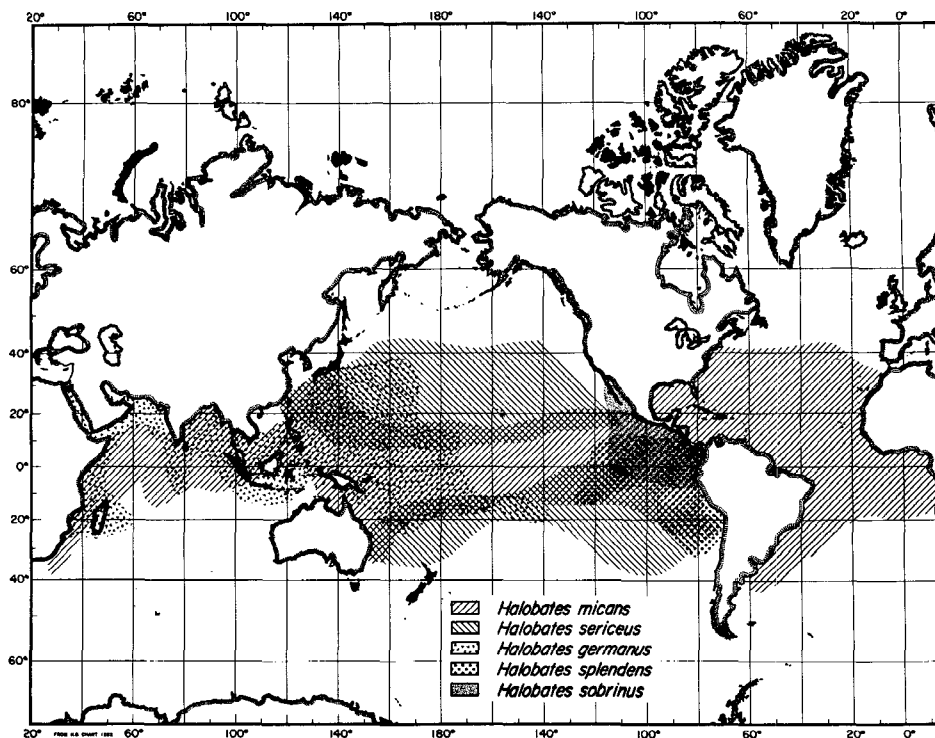 20° 60° 100° 140° 180° 140° 100° 60° 20° 0°
80°
60°
40°
20°
0°
20°
40°
60°
Halobates micans
Halobates sericeus
Halobates germanus
Halobates splendens
Halobates sobrinus
20° 60° 100° 140° 180° 140° 100° 60° 20° 0°